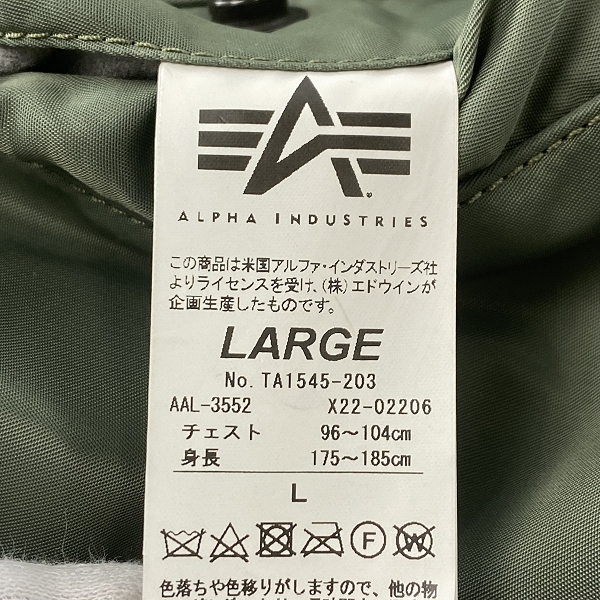 ALPHA INDUSTRIES
この商品は米国アルファ・インダストリーズ社
よりライセンスを受け、(株)エドウインが
企画生産したものです。
LARGE
No. TA1545-203
AAL-3552 X22-02206
チェスト 96〜104cm
身長 175〜185cm
L
F W
色落ちや色移りがしますので、他の物